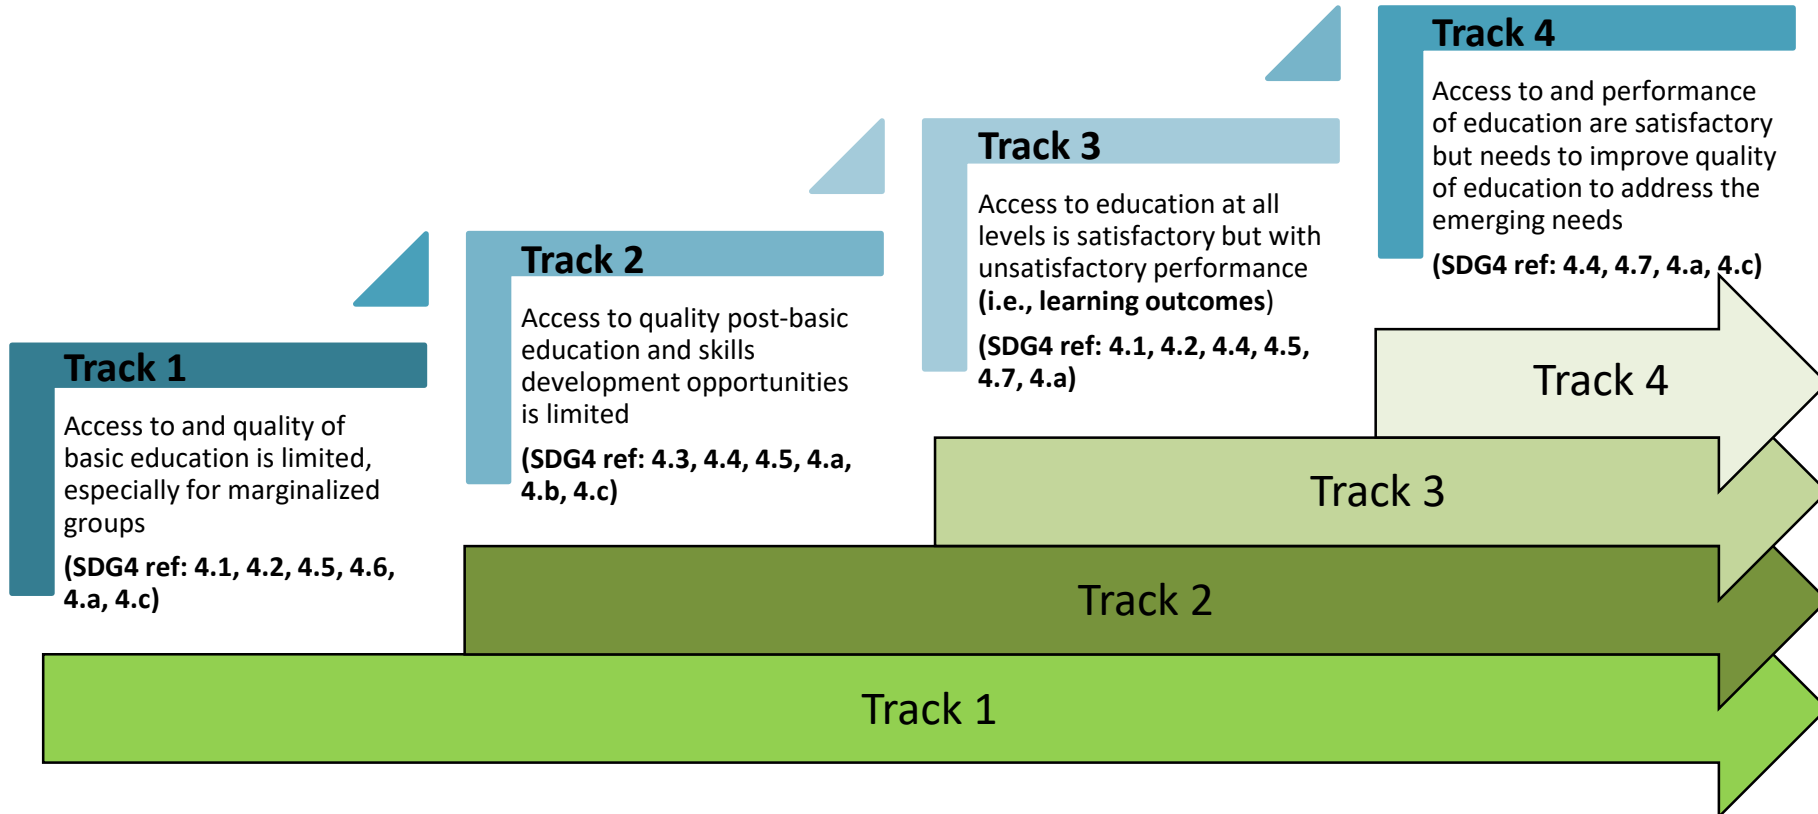 Track 1
Access to and quality of
basic education is limited,
especially for marginalized
groups
(SDG4 ref: 4.1, 4.2, 4.5, 4.6,
4.a, 4.c)
Track 2
Access to quality post-basic
education and skills
development opportunities
is limited
(SDG4 ref: 4.3, 4.4, 4.5, 4.a,
4.b, 4.c)
Track 3
Access to education at all
levels is satisfactory but with
unsatisfactory performance
(i.e., learning outcomes)
(SDG4 ref: 4.1, 4.2, 4.4, 4.5,
4.7, 4.a)
Track 4
Access to and performance
of education are satisfactory
but needs to improve quality
of education to address the
emerging needs
(SDG4 ref: 4.4, 4.7, 4.a, 4.c)
Track 4
Track 3
Track 2
Track 1